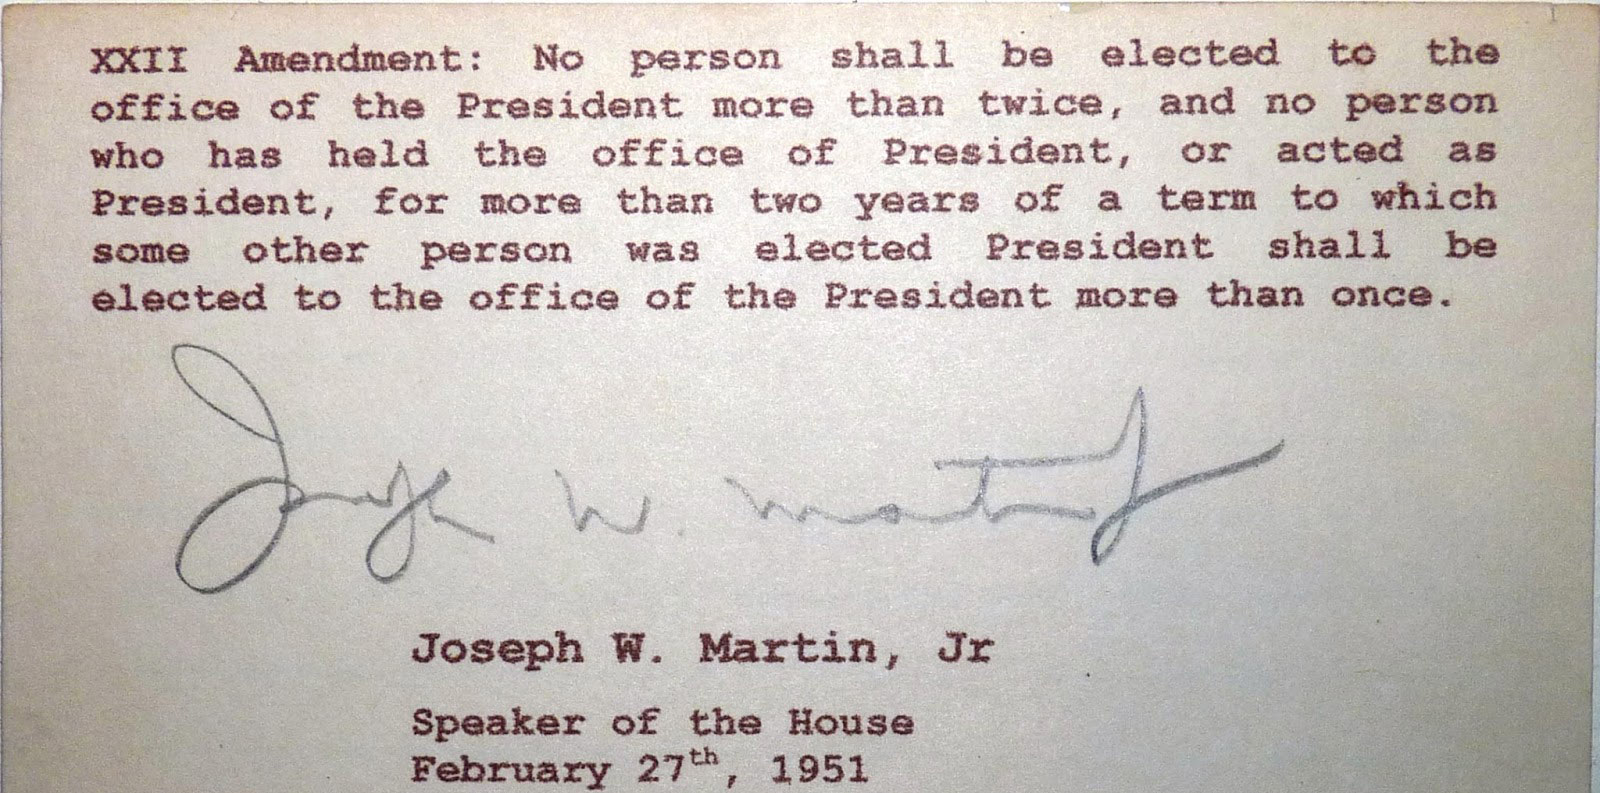 XXII Amendment: No person shall be elected to the
office of the President more than twice, and no person
who has held the office of President, or acted as
President, for more than two years of a term to which
some other person was elected President shall be
elected to the office of the President more than once.
Joseph W. Martin Jr
Joseph W. Martin, Jr
Speaker of the House
February 27th, 1951